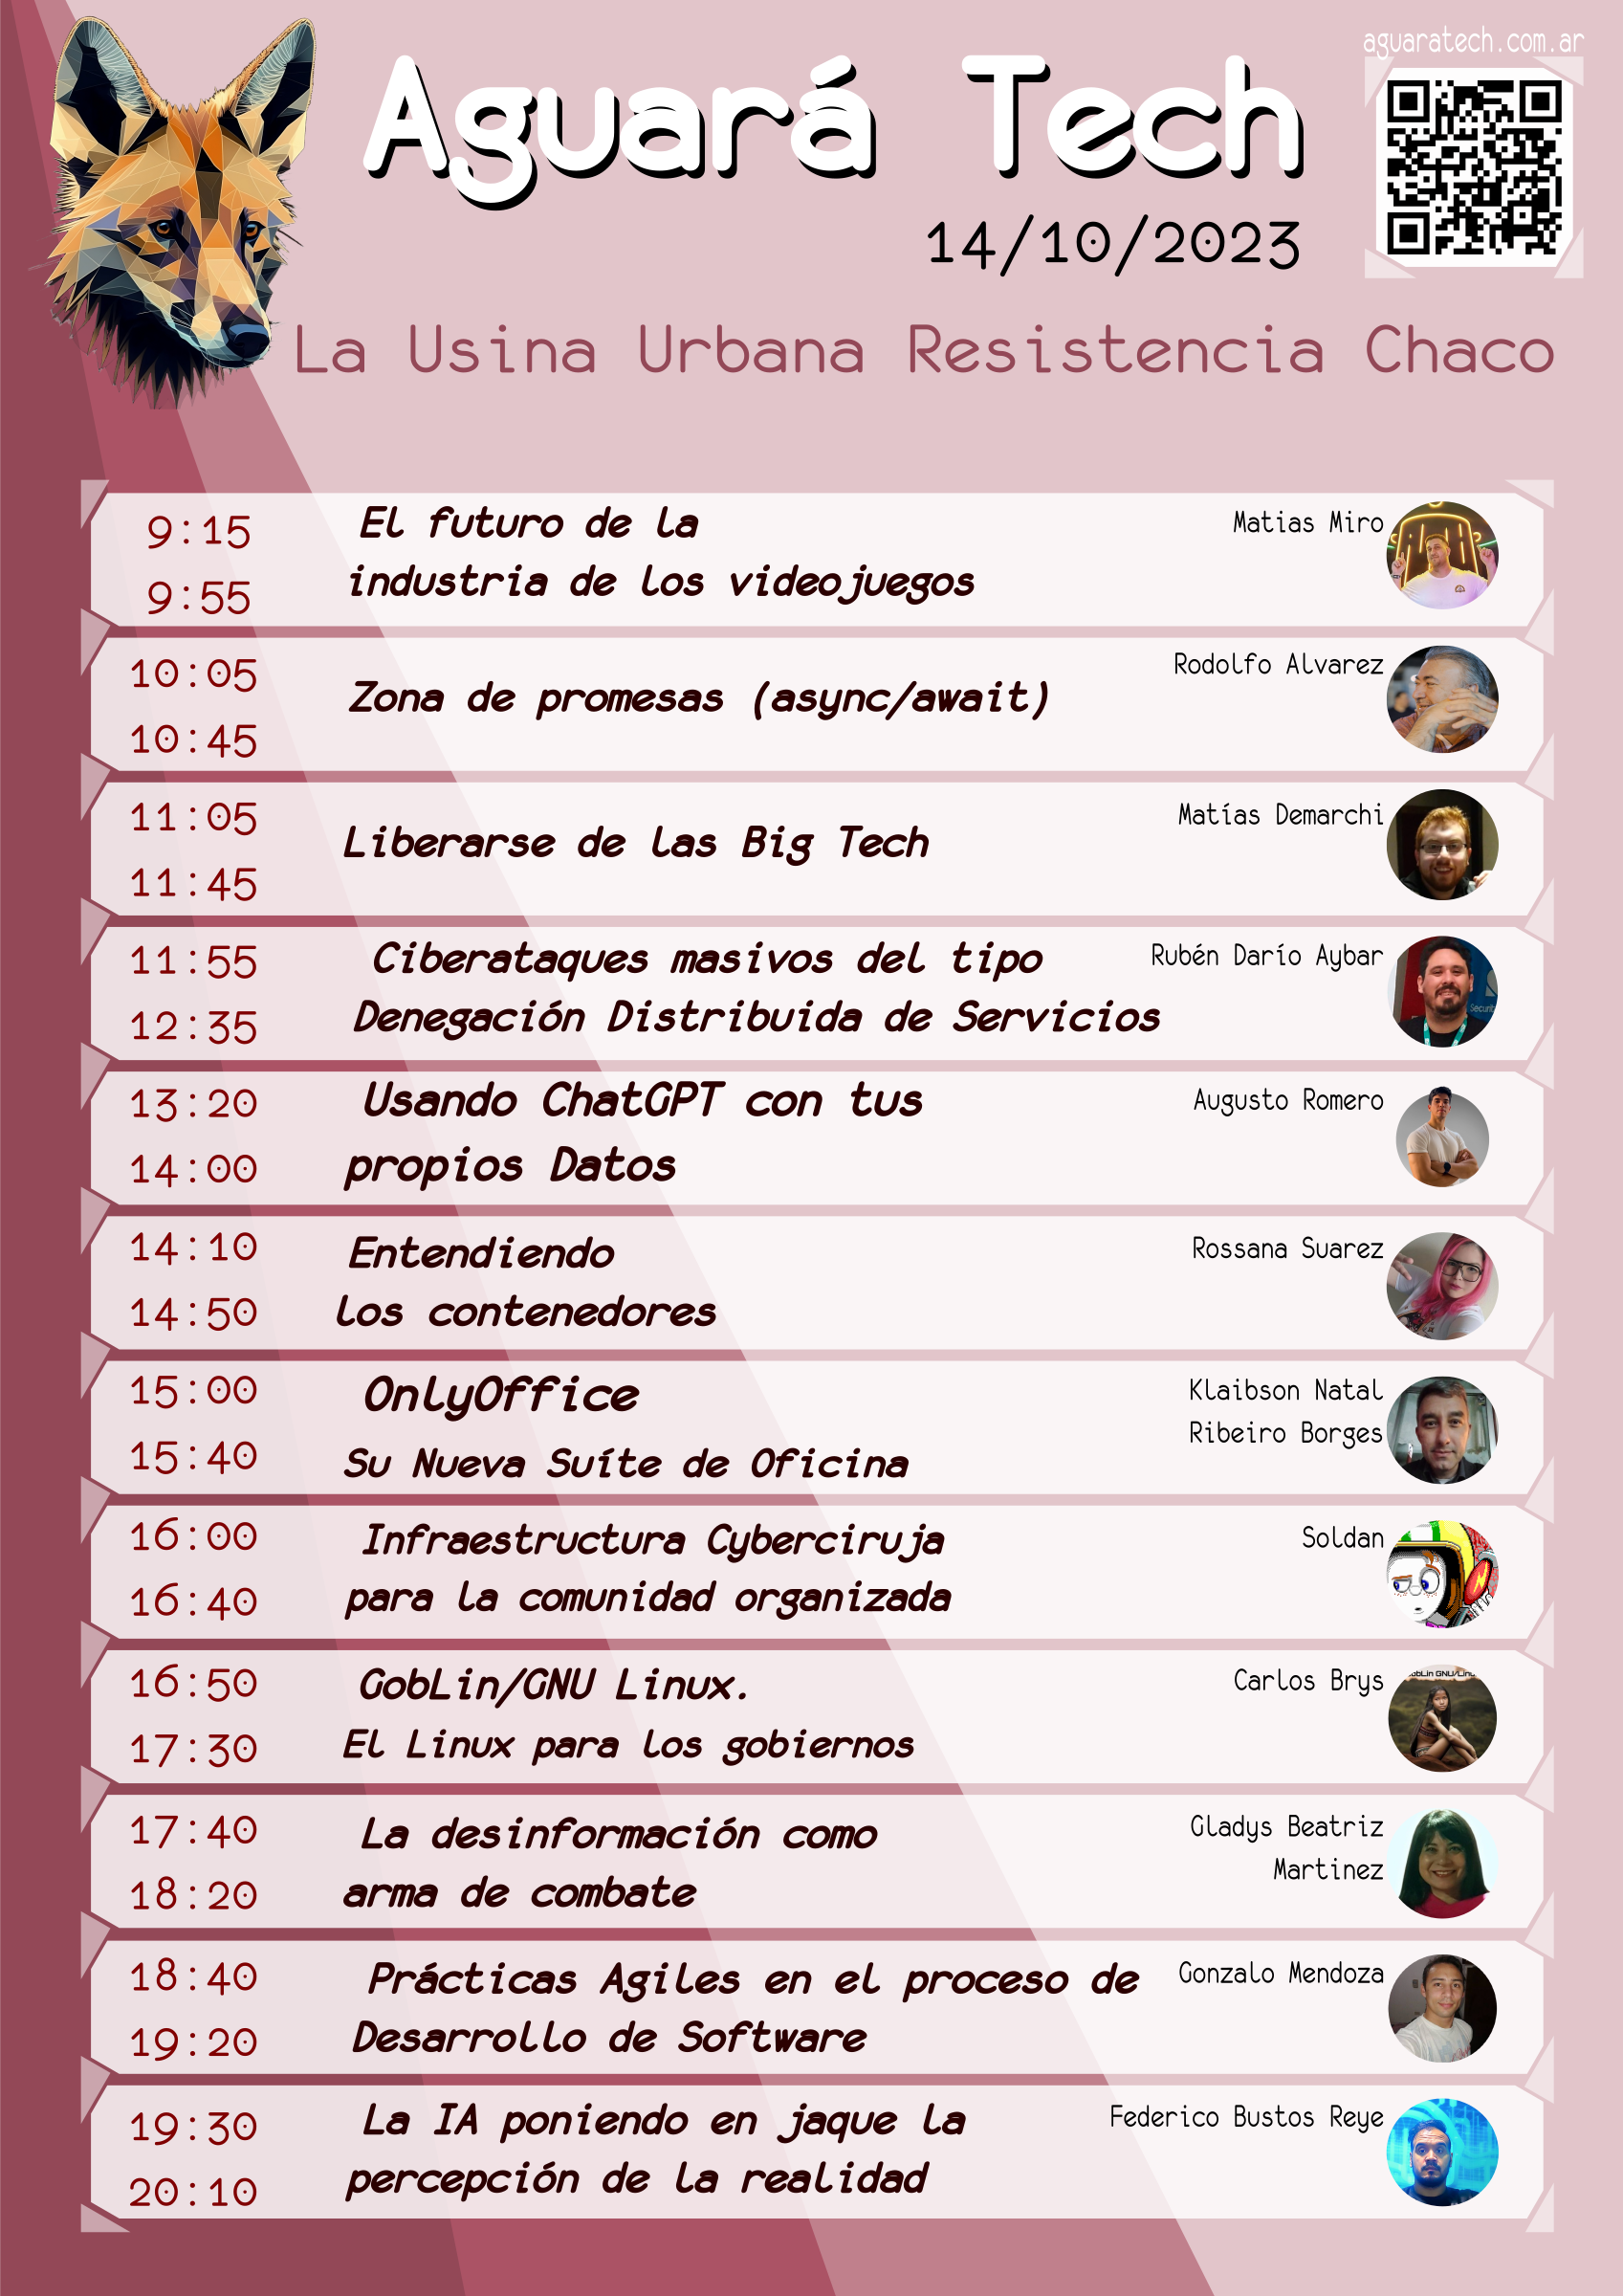 aguaratech.com.ar
Aguará Tech
14/10/2023
La Usina Urbana Resistencia Chaco
9:15
9:55
El futuro de la
industria de los videojuegos
Matias Miro
10:05
10:45
Zona de promesas (async/await)
Rodolfo Alvarez
11:05
11:45
Liberarse de las Big Tech
Matías Demarchi
11:55
12:35
Ciberataques masivos del tipo
Denegación Distribuida de Servicios
Rubén Darío Aybar
13:20
14:00
Usando ChatGPT con tus
propios Datos
Augusto Romero
14:10
14:50
Entendiendo
los contenedores
Rossana Suarez
15:00
15:40
OnlyOffice
Su Nueva Suíte de Oficina
Klaibson Natal
Ribeiro Borges
16:00
16:40
Infraestructura Cyberciruja
para la comunidad organizada
Soldan
16:50
17:30
GobLin/GNU Linux.
El Linux para los gobiernos
Carlos Brys
17:40
18:20
La desinformación como
arma de combate
Gladys Beatriz
Martinez
18:40
19:20
Prácticas Agiles en el proceso de
Desarrollo de Software
Gonzalo Mendoza
19:30
20:10
La IA poniendo en jaque la
percepción de la realidad
Federico Bustos Reye